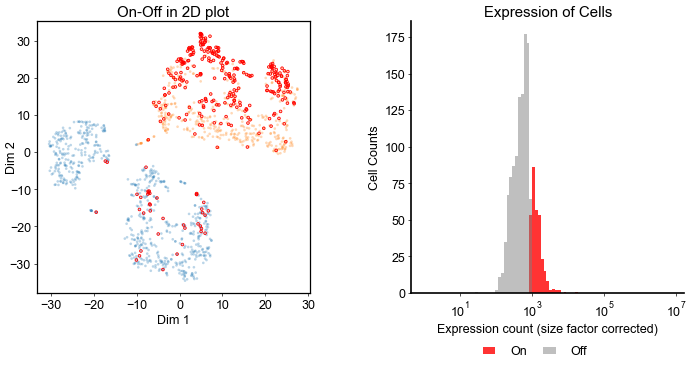 On-Off in 2D plot
Dim 2
30
20
10
0
−10
−20
−30
−30 −20 −10 0 10 20 30
Dim 1
Expression of Cells
Cell Counts
175
150
125
100
75
50
25
0
10^1 10^3 10^5 10^7
Expression count (size factor corrected)
On Off